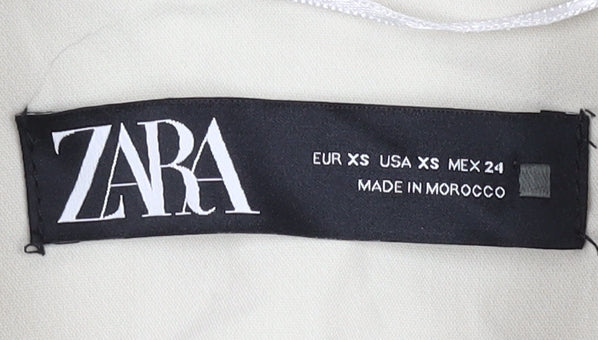 ZARA
EUR XS USA XS MEX 24
MADE IN MOROCCO